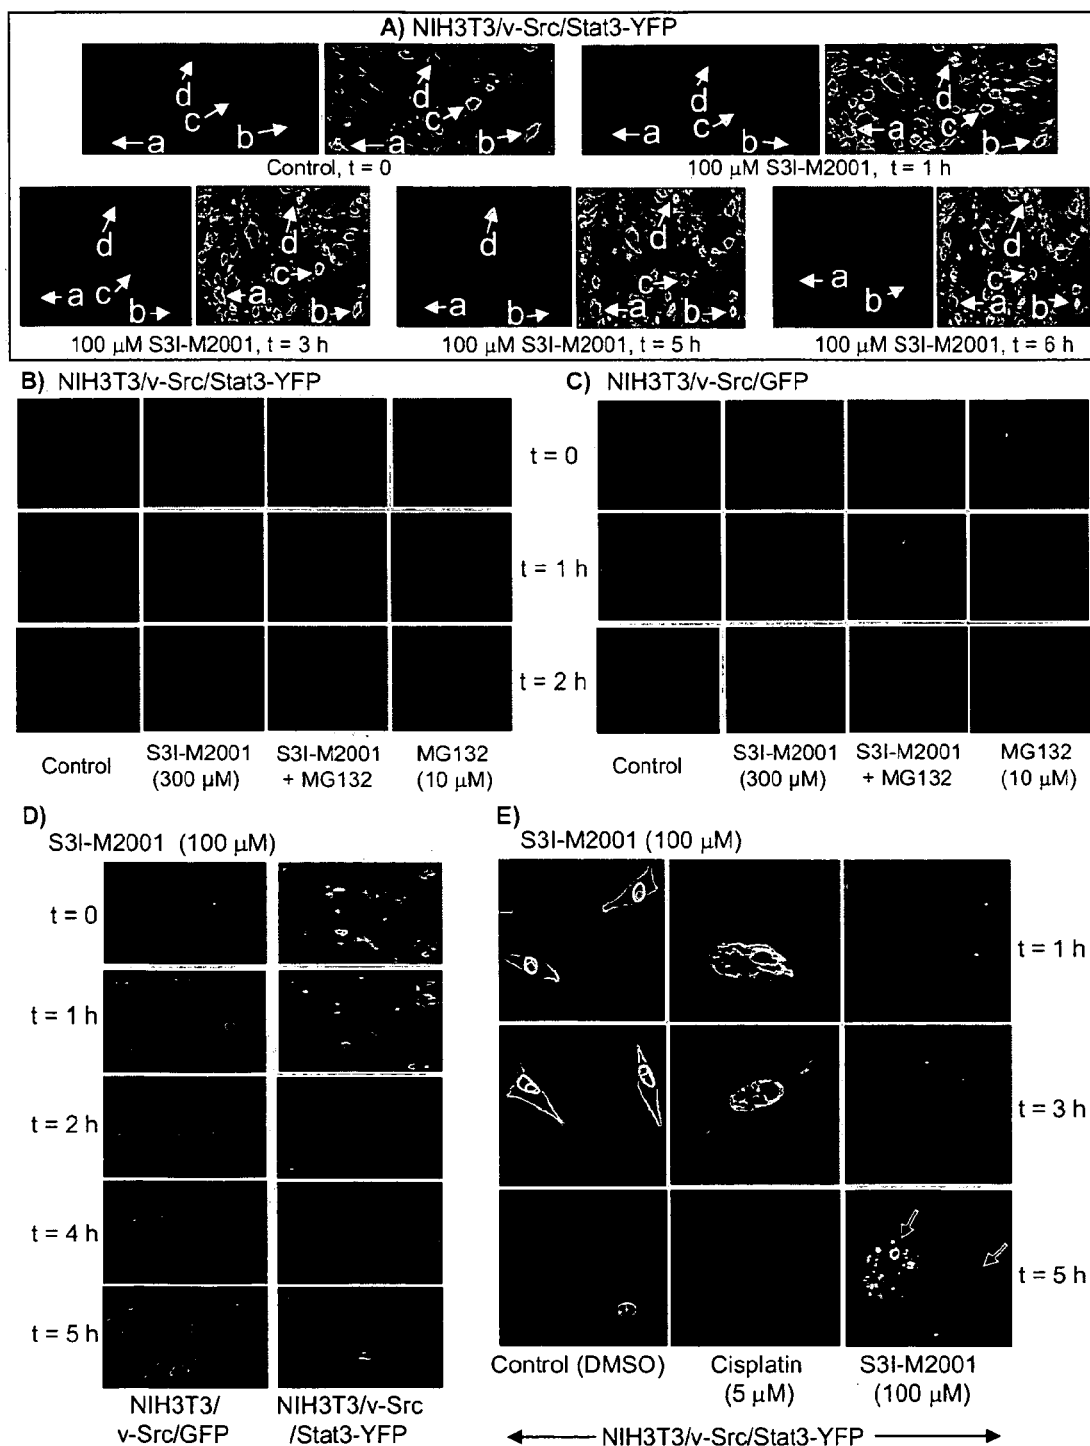 A) NIH3T3/v-Src/Stat3-YFP
d d d d
c c c c
a b a b a b a b
Control, t = 0
100 µM S3I-M2001, t = 1 h
d d d d d
c c c c
a b a b a b a b a b
100 µM S3I-M2001, t = 3 h
100 µM S3I-M2001, t = 5 h
100 µM S3I-M2001, t = 6 h
B) NIH3T3/v-Src/Stat3-YFP
C) NIH3T3/v-Src/GFP
t = 0
t = 1 h
t = 2 h
Control
S3I-M2001
(300 µM)
S3I-M2001
+ MG132
MG132
(10 µM)
Control
S3I-M2001
(300 µM)
S3I-M2001
+ MG132
MG132
(10 µM)
D)
S3I-M2001 (100 µM)
t = 0
t = 1 h
t = 2 h
t = 4 h
t = 5 h
NIH3T3/
v-Src/GFP
NIH3T3/v-Src
/Stat3-YFP
E)
S3I-M2001 (100 µM)
t = 1 h
t = 3 h
t = 5 h
Control (DMSO)
Cisplatin
(5 µM)
S3I-M2001
(100 µM)
NIH3T3/v-Src/Stat3-YFP